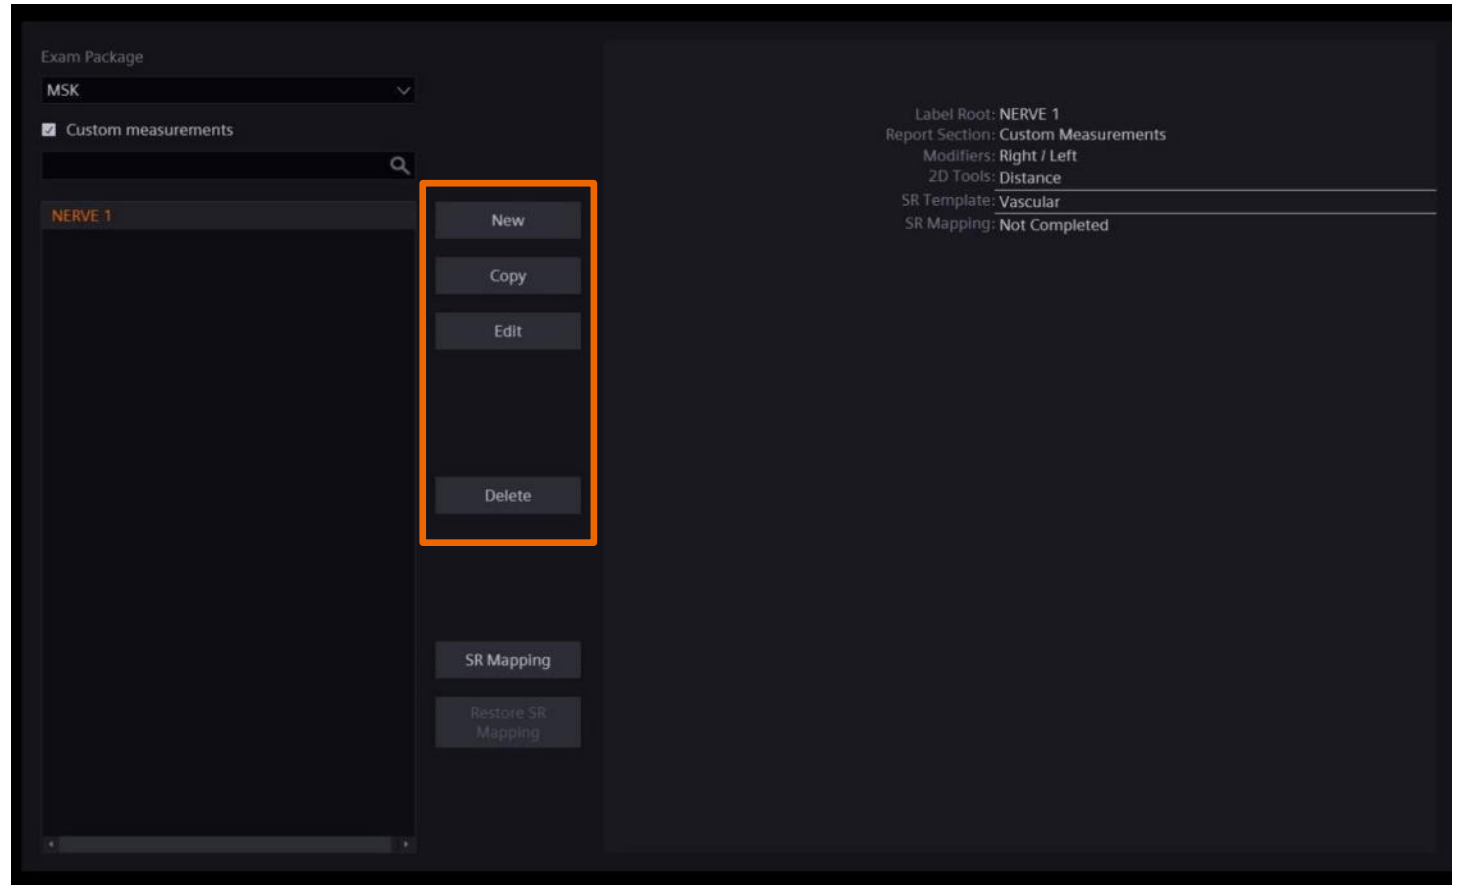 Exam Package
MSK
Custom measurements
NERVE 1
New
Copy
Edit
Delete
SR Mapping
Restore SR
Mapping
Label Root: NERVE 1
Report Section: Custom Measurements
Modifiers: Right / Left
2D Tools: Distance
SR Template: Vascular
SR Mapping: Not Completed